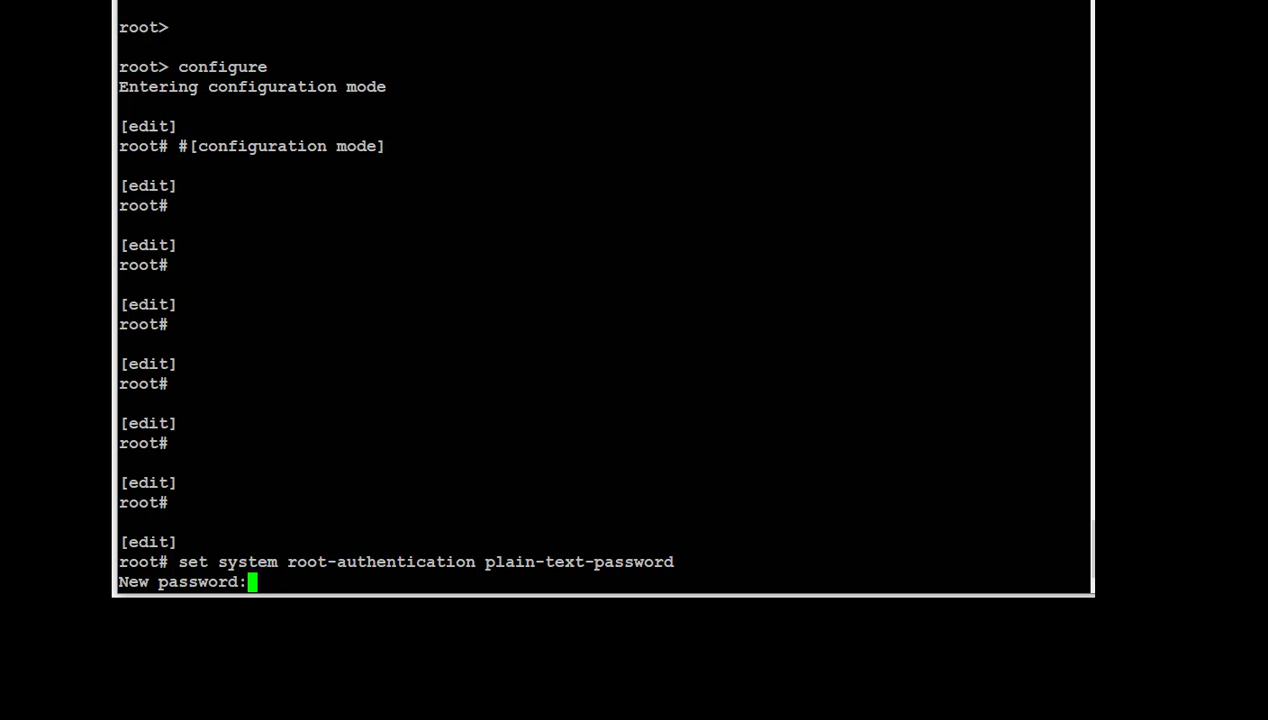 root>
root> configure
Entering configuration mode
[edit]
root# #[configuration mode]
[edit]
root#
[edit]
root#
[edit]
root#
[edit]
root#
[edit]
root#
[edit]
root#
[edit]
root# set system root-authentication plain-text-password
New password: